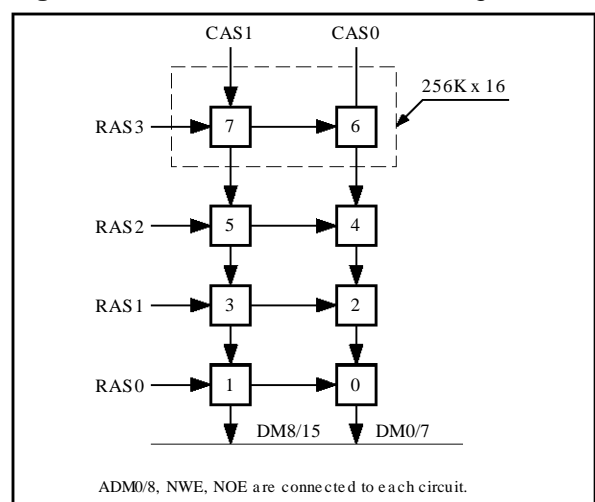 CAS1 CAS0
256K x 16
RAS3 7 6
RAS2 5 4
RAS1 3 2
RAS0 1 0
DM8/15 DM0/7
ADM0/8, NWE, NOE are connected to each circuit.